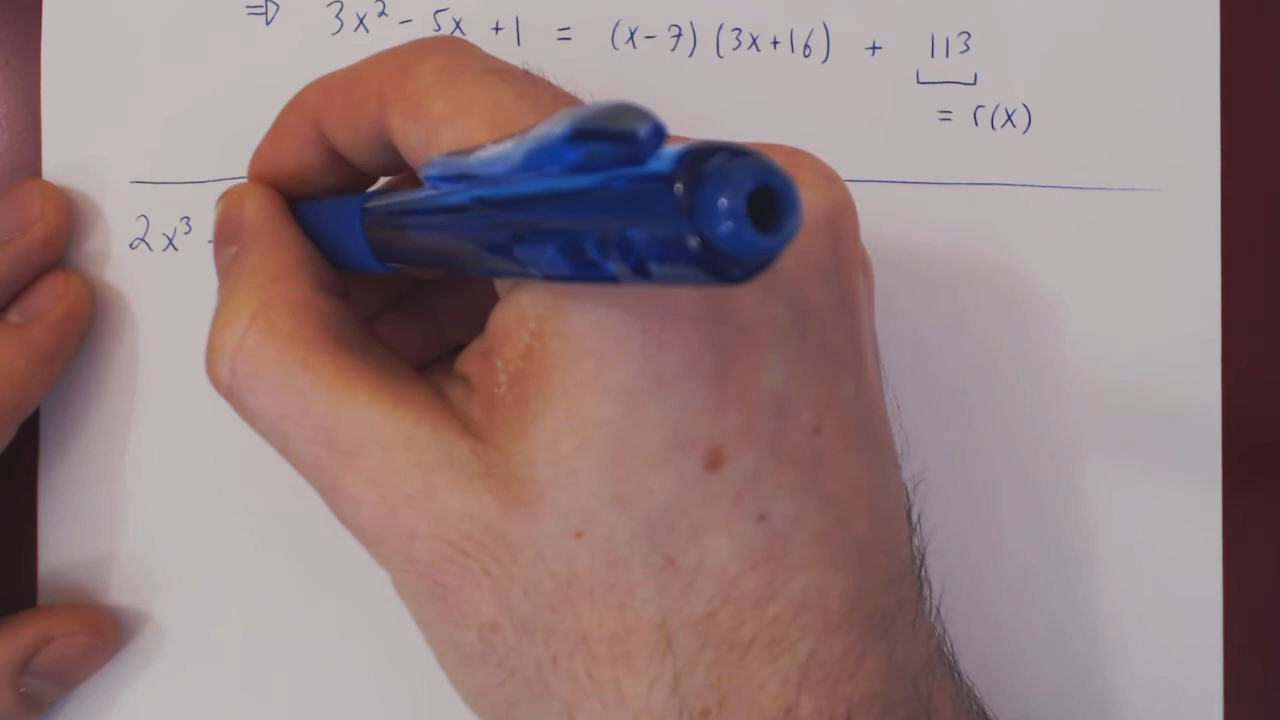 ⇒ 3x² - 5x + 1 = (x-7) (3x+16) + 113
= r(x)
2x³